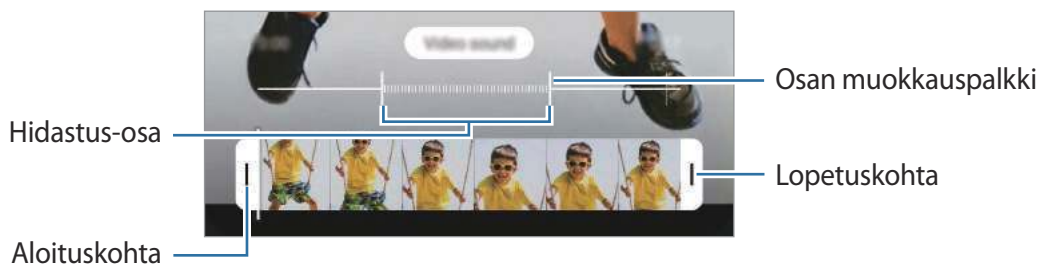 Video sound
Osan muokkauspalkki
Hidastus-osa
Lopetuskohta
Aloituskohta